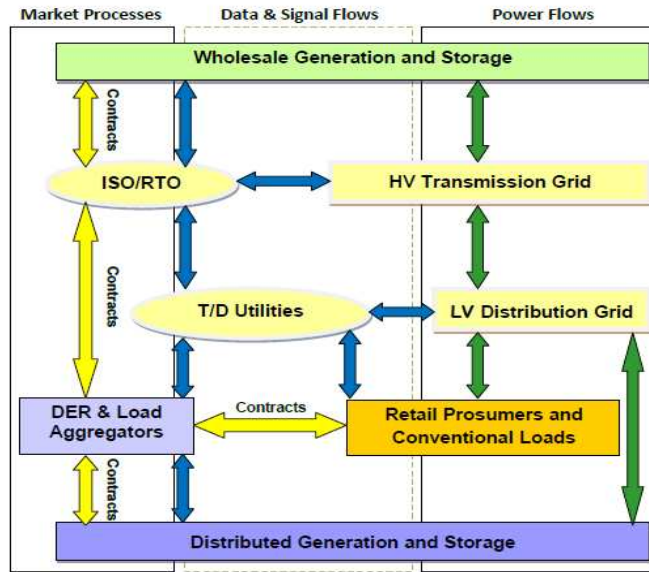 Market Processes
Data & Signal Flows
Power Flows
Wholesale Generation and Storage
Contracts
ISO/RTO
HV Transmission Grid
Contracts
T/D Utilities
LV Distribution Grid
DER & Load
Aggregators
Contracts
Retail Prosumers and
Conventional Loads
Contracts
Distributed Generation and Storage